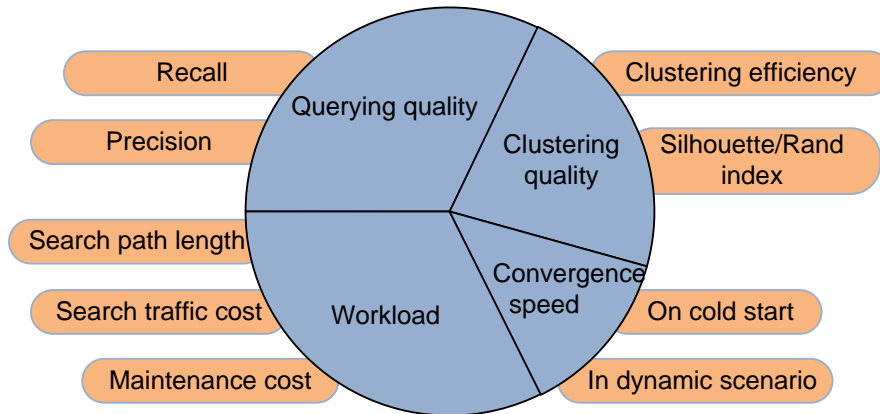 Recall
Precision
Querying quality
Clustering efficiency
Clustering
quality
Silhouette/Rand
index
Search path length
Search traffic cost
Maintenance cost
Workload
Convergence
speed
On cold start
In dynamic scenario